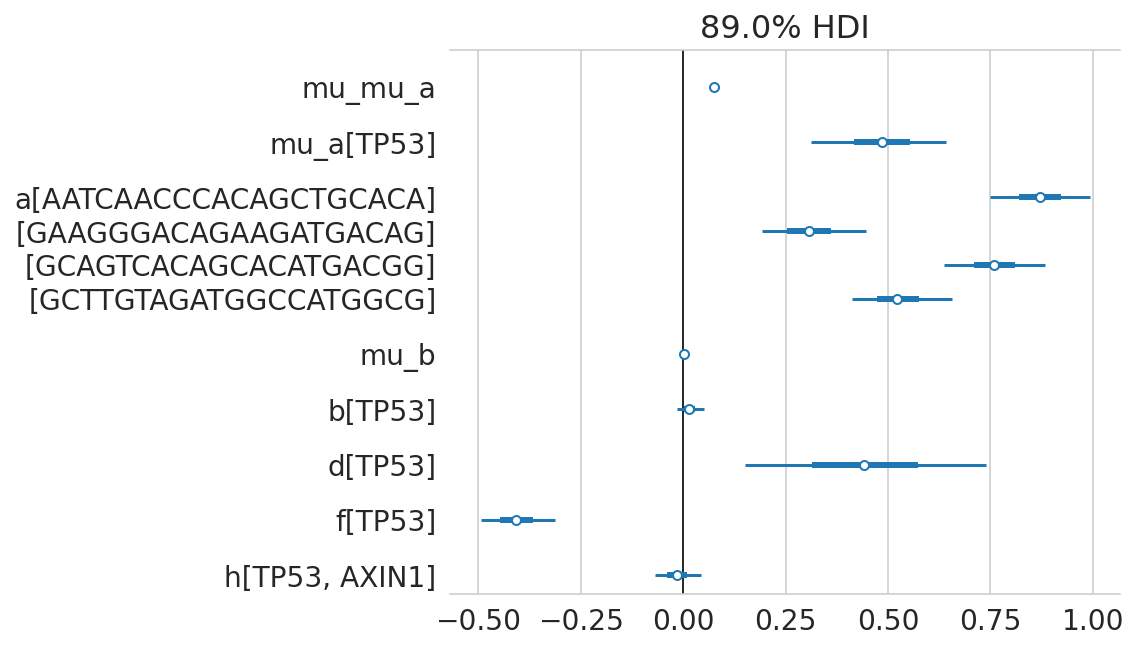 89.0% HDI
mu_mu_a
mu_a[TP53]
a[AATCAACCCACAGCTGCACA]
[GAAGGGACAGAAGATGACAG]
[GCAGTCACAGCACATGACGG]
[GCTTGTAGATGGCCATGGCG]
mu_b
b[TP53]
d[TP53]
f[TP53]
h[TP53, AXIN1]
−0.50 −0.25 0.00 0.25 0.50 0.75 1.00